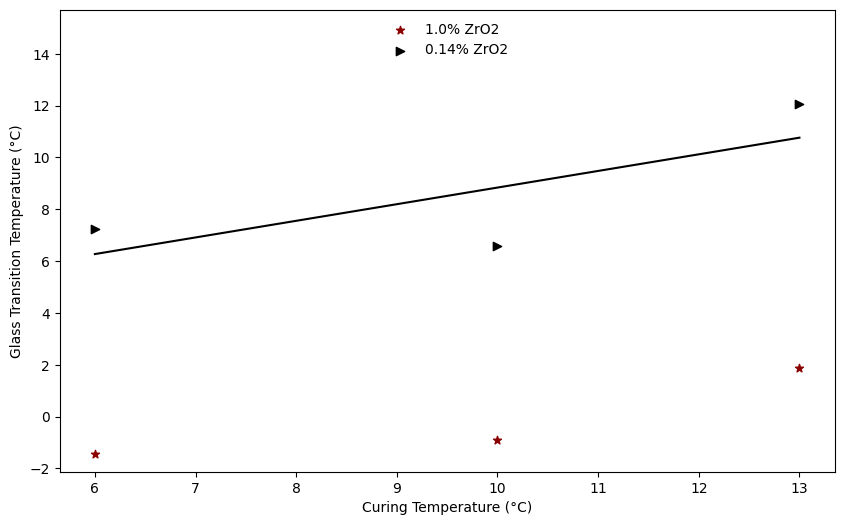 1.0% ZrO2
0.14% ZrO2
14
12
10
8
6
4
2
0
−2
6 7 8 9 10 11 12 13
Glass Transition Temperature (°C)
Curing Temperature (°C)